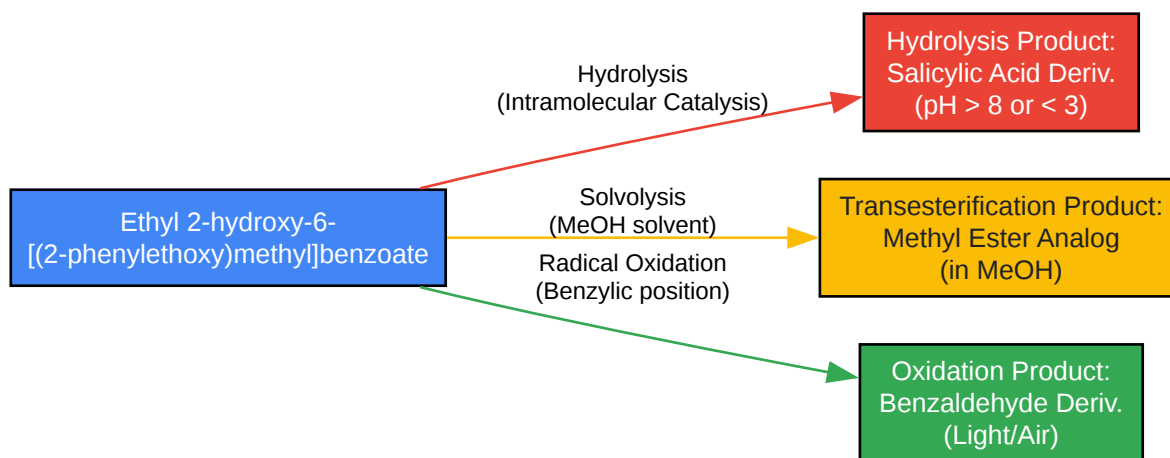 Ethyl 2-hydroxy-6-
[(2-phenylethoxy)methyl]benzoate
Hydrolysis
(Intramolecular Catalysis)
Hydrolysis Product:
Salicylic Acid Deriv.
(pH > 8 or < 3)
Solvolysis
(MeOH solvent)
Transesterification Product:
Methyl Ester Analog
(in MeOH)
Radical Oxidation
(Benzylic position)
Oxidation Product:
Benzaldehyde Deriv.
(Light/Air)